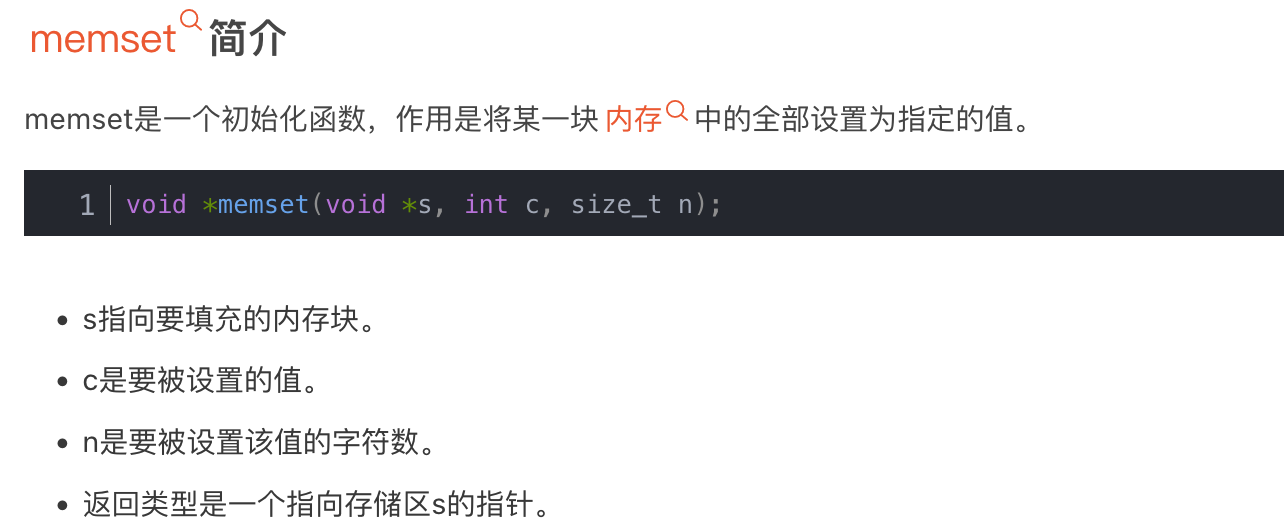 memset简介
memset是一个初始化函数，作用是将某一块内存中的全部设置为指定的值。
1 void *memset(void *s, int c, size_t n);
• s指向要填充的内存块。
• c是要被设置的值。
• n是要被设置该值的字符数。
• 返回类型是一个指向存储区s的指针。